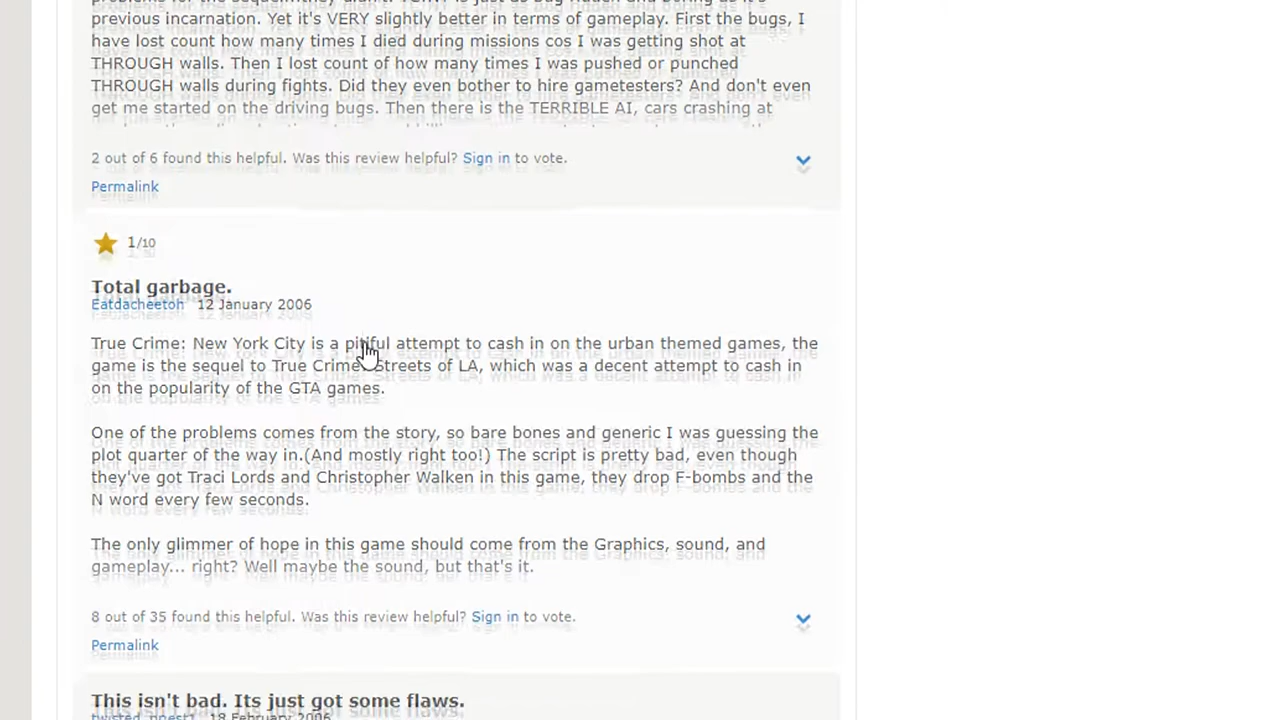 previous incarnation. Yet it's VERY slightly better in terms of gameplay. First the bugs, I
have lost count how many times I died during missions cos I was getting shot at
THROUGH walls. Then I lost count of how many times I was pushed or punched
THROUGH walls during fights. Did they even bother to hire gametesters? And don't even
get me started on the driving bugs. Then there is the TERRIBLE AI, cars crashing at
2 out of 6 found this helpful. Was this review helpful? Sign in to vote.
Permalink
1/10
Total garbage.
Eatdacheeton 12 January 2006
True Crime: New York City is a pitiful attempt to cash in on the urban themed games, the
game is the sequel to True Crime: Streets of LA, which was a decent attempt to cash in
on the popularity of the GTA games.
One of the problems comes from the story, so bare bones and generic I was guessing the
plot quarter of the way in.(And mostly right too!) The script is pretty bad, even though
they've got Traci Lords and Christopher Walken in this game, they drop F-bombs and the
N word every few seconds.
The only glimmer of hope in this game should come from the Graphics, sound, and
gameplay... right? Well maybe the sound, but that's it.
8 out of 35 found this helpful. Was this review helpful? Sign in to vote.
Permalink
This isn't bad. Its just got some flaws.
18 February 2006